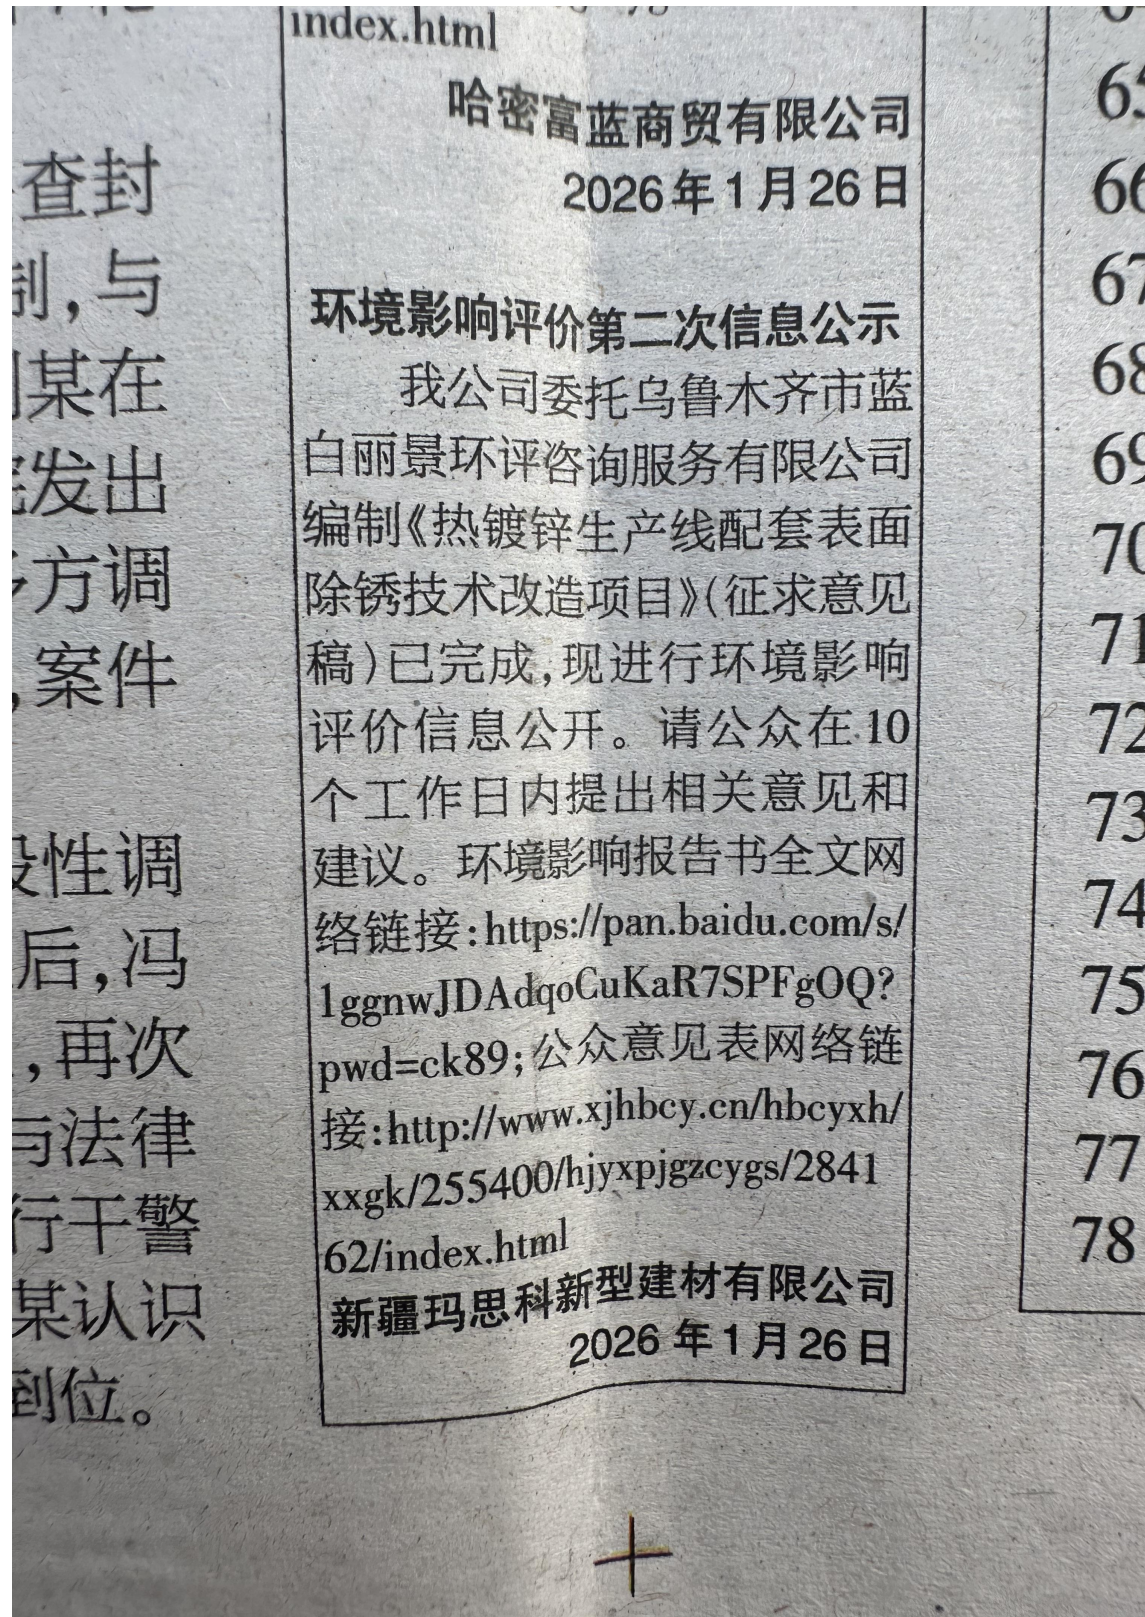 查封
制,与
某在
发出
方调
,案件
性调
后,冯
,再次
与法律
行干警
某认识
到位。
index.html
哈密富蓝商贸有限公司
2026年1月26日
环境影响评价第二次信息公示
我公司委托乌鲁木齐市蓝
白丽景环评咨询服务有限公司
编制《热镀锌生产线配套表面
除锈技术改造项目》(征求意见
稿)已完成,现进行环境影响
评价信息公开。请公众在10
个工作日内提出相关意见和
建议。环境影响报告书全文网
络链接:https://pan.baidu.com/s/
1ggnwJDAdqoCuKaR7SPFgOQ?
pwd=ck89;公众意见表网络链
接:http://www.xjhbcy.cn/hbcyxh/
xxgk/255400/hjyxpjgzcygs/2841
62/index.html
新疆玛思科新型建材有限公司
2026年1月26日
65
66
67
68
69
70
71
72
73
74
75
76
77
78